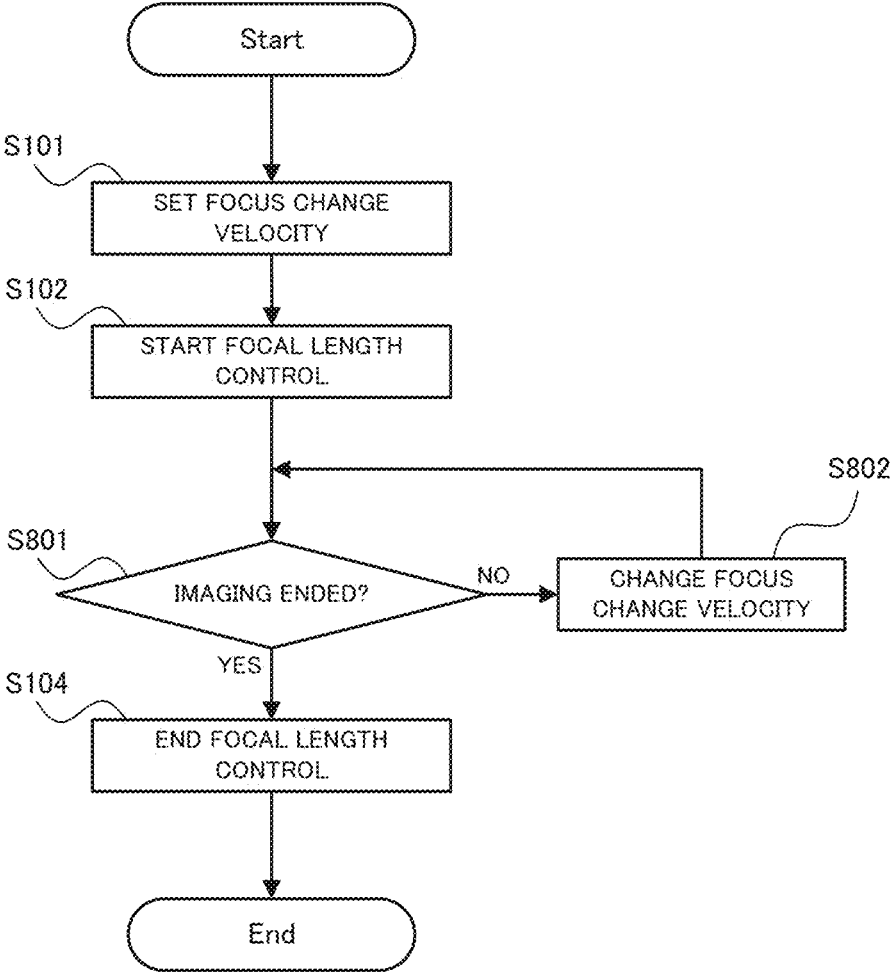 Start
S101
SET FOCUS CHANGE
VELOCITY
S102
START FOCAL LENGTH
CONTROL
S801
IMAGING ENDED?
NO
S802
CHANGE FOCUS
CHANGE VELOCITY
YES
S104
END FOCAL LENGTH
CONTROL
End